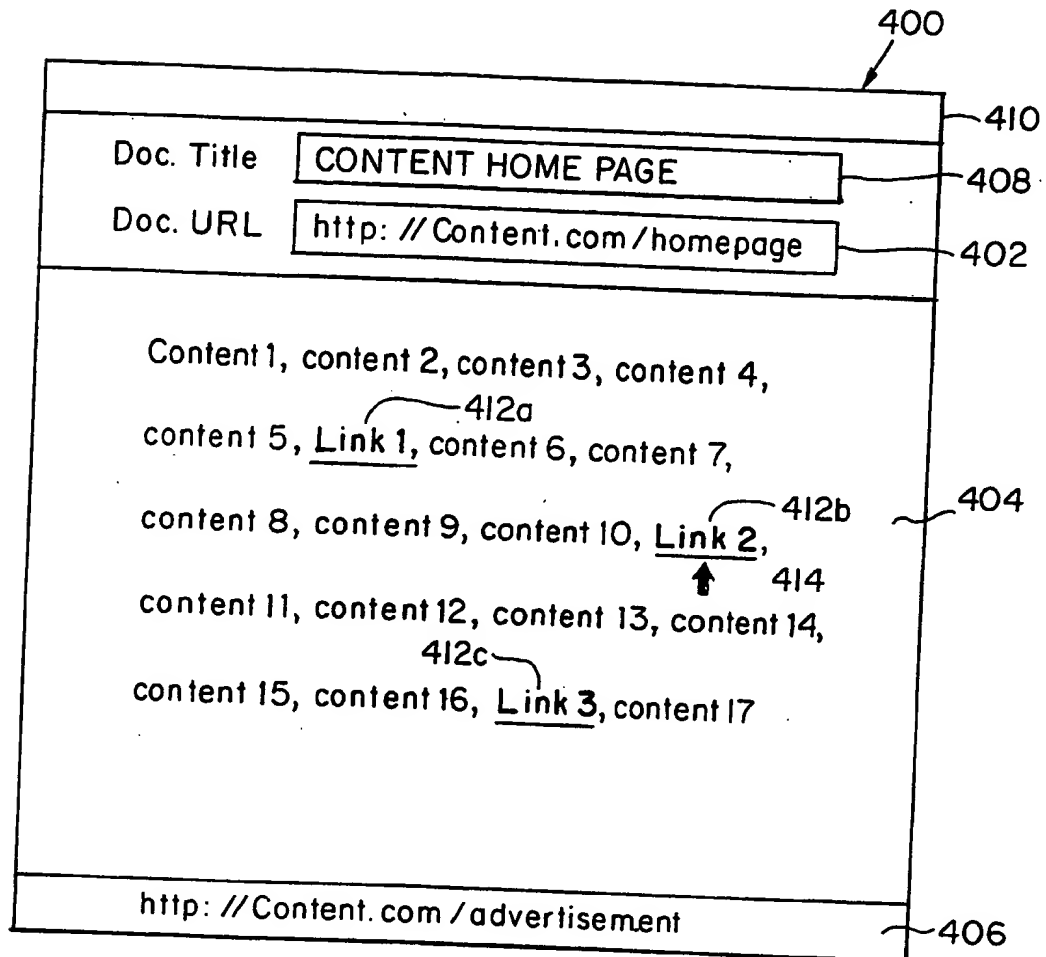 400
410
Doc. Title CONTENT HOME PAGE 408
Doc. URL http: //Content.com/homepage 402
Content 1, content 2, content 3, content 4,
412a
content 5, Link 1, content 6, content 7,
412b
404
content 8, content 9, content 10, Link 2,
414
content 11, content 12, content 13, content 14,
412c
content 15, content 16, Link 3, content 17
http: //Content.com/advertisement
406